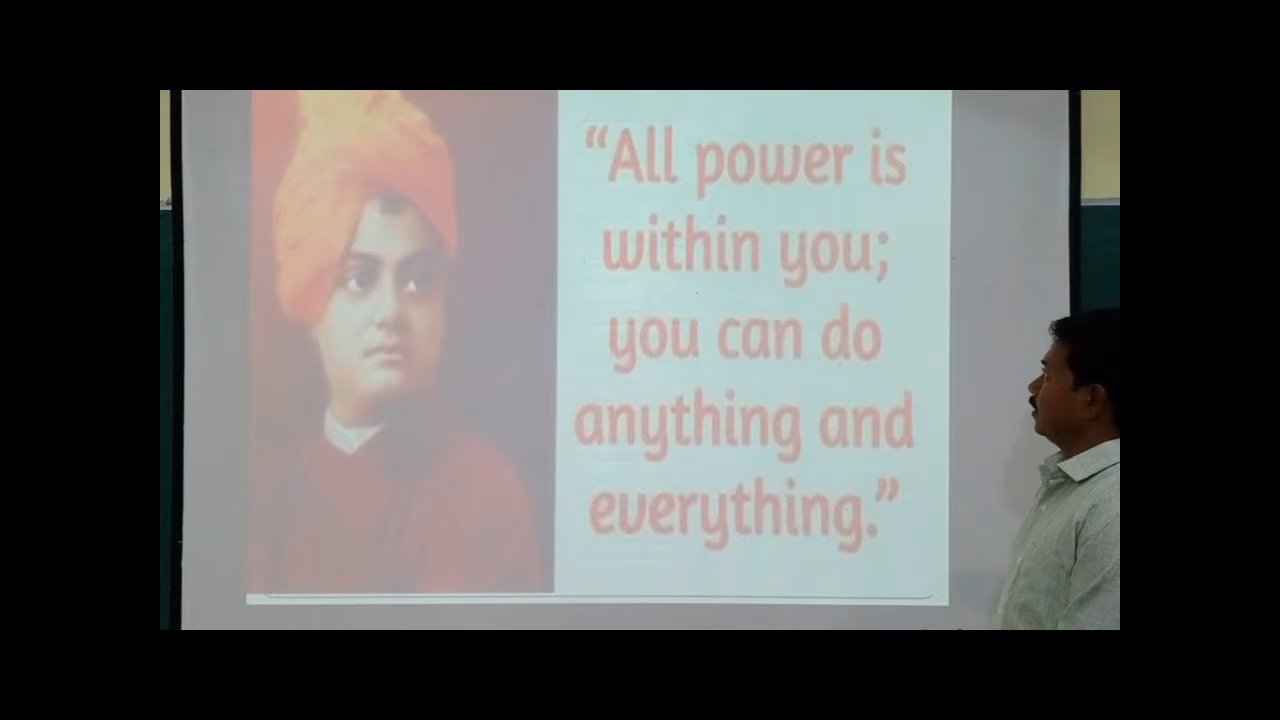 “All power is
within you;
you can do
anything and
everything.”